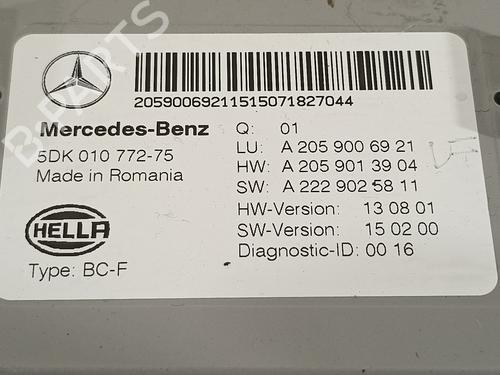 B-PARTS
20590069211515071827044
Mercedes-Benz
5DK 010 772-75
Made in Romania
HELLA
Type: BC-F
Q: 01
LU: A 205 900 69 21
HW: A 205 901 39 04
SW: A 222 902 58 11
HW-Version: 13 08 01
SW-Version: 15 02 00
Diagnostic-ID: 00 16